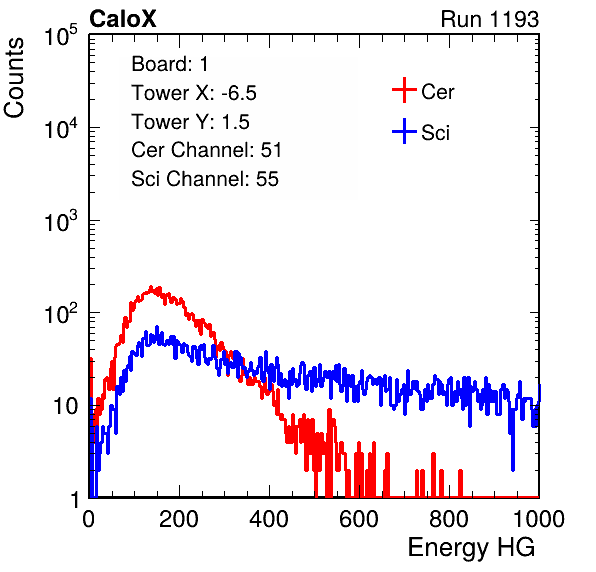 CaloX Run 1193
Counts
10^5
10^4
10^3
10^2
10
1
Board: 1
Tower X: -6.5
Tower Y: 1.5
Cer Channel: 51
Sci Channel: 55
Cer
Sci
0 200 400 600 800 1000
Energy HG